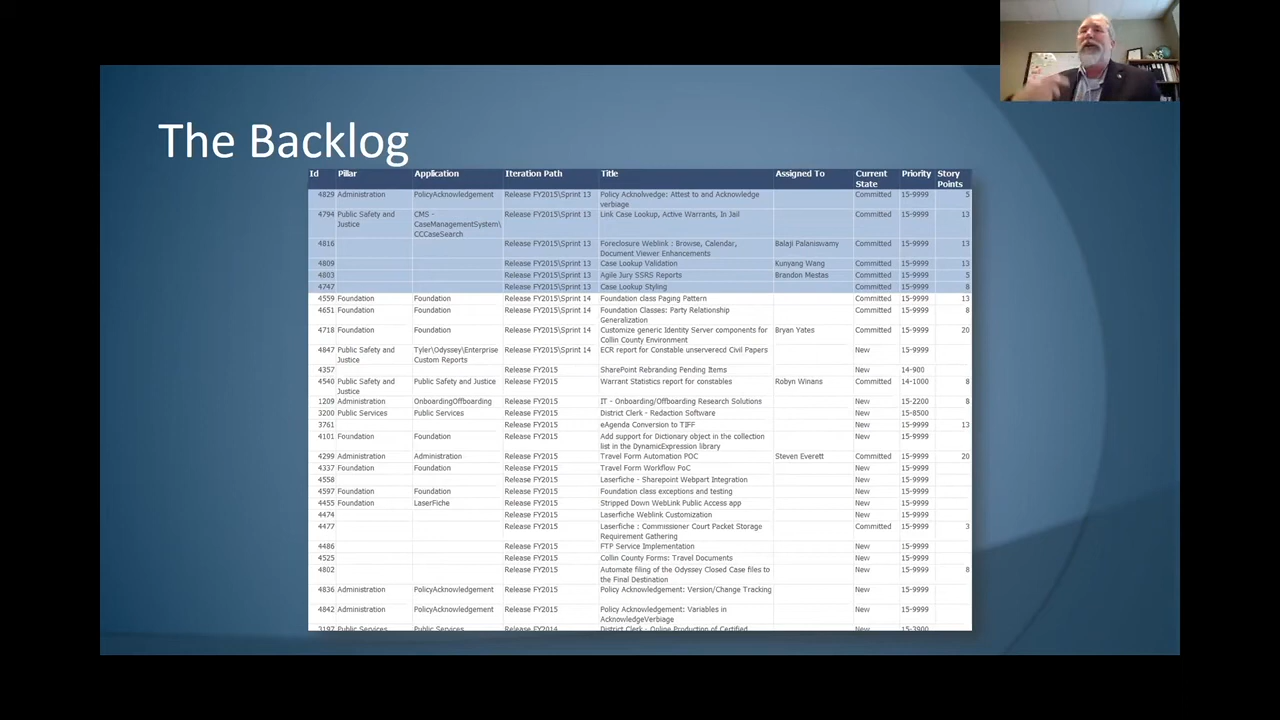 The Backlog
Id Pillar Application Iteration Path Title Assigned To Current Priority Story
State Points
4829 Administration PolicyAcknowledgement Release FY2015\Sprint 13 Policy Acknolwedge: Attest to and Acknowledge Committed 15-9999 5
verbiage
4794 Public Safety and CMS - Release FY2015\Sprint 13 Link Case Lookup, Active Warrants, In Jail Committed 15-9999 13
Justice CaseManagementSystem\
CCCaseSearch
4816 Release FY2015\Sprint 13 Foreclosure Weblink : Browse, Calendar, Balaji Palaniswamy Committed 15-9999 13
Document Viewer Enhancements
4809 Release FY2015\Sprint 13 Case Lookup Validation Kunyang Wang Committed 15-9999 13
4803 Release FY2015\Sprint 13 Agile Jury SSRS Reports Brandon Mestas Committed 15-9999 5
4747 Release FY2015\Sprint 13 Case Lookup Styling Committed 15-9999 8
4559 Foundation Foundation Release FY2015\Sprint 14 Foundation class Paging Pattern Committed 15-9999 13
4651 Foundation Foundation Release FY2015\Sprint 14 Foundation Classes: Party Relationship Committed 15-9999 8
Generalization
4718 Foundation Foundation Release FY2015\Sprint 14 Customize generic Identity Server components for Bryan Yates Committed 15-9999 20
Collin County Environment
4847 Public Safety and Tyler\Odyssey\Enterprise Release FY2015\Sprint 14 ECR report for Constable unserverecd Civil Papers New 15-9999
Justice Custom Reports
4357 Release FY2015 SharePoint Rebranding Pending Items New 14-900
4540 Public Safety and Public Safety and Justice Release FY2015 Warrant Statistics report for constables Robyn Winans Committed 14-1000 8
Justice
1209 Administration OnboardingOffboarding Release FY2015 IT - Onboarding/Offboarding Research Solutions New 15-2200 8
3200 Public Services Public Services Release FY2015 District Clerk - Redaction Software New 15-8500
3761 Release FY2015 eAgenda Conversion to TIFF New 15-9999 13
4101 Foundation Foundation Release FY2015 Add support for Dictionary object in the collection New 15-9999
list in the DynamicExpression library
4299 Administration Administration Release FY2015 Travel Form Automation POC Steven Everett Committed 15-9999 20
4337 Foundation Foundation Release FY2015 Travel Form Workflow PoC New 15-9999
4558 Release FY2015 Laserfiche - Sharepoint Webpart Integration New 15-9999
4597 Foundation Foundation Release FY2015 Foundation class exceptions and testing New 15-9999
4455 Foundation LaserFiche Release FY2015 Stripped Down WebLink Public Access app New 15-9999
4474 Release FY2015 Laserfiche Weblink Customization New 15-9999
4477 Release FY2015 Laserfiche : Commissioner Court Packet Storage Committed 15-9999 3
Requirement Gathering
4486 Release FY2015 FTP Service Implementation New 15-9999
4525 Release FY2015 Collin County Forms: Travel Documents New 15-9999
4802 Release FY2015 Automate filing of the Odyssey Closed Case files to New 15-9999 8
the Final Destination
4836 Administration PolicyAcknowledgement Release FY2015 Policy Acknowledgement: Version/Change Tracking New 15-9999
4842 Administration PolicyAcknowledgement Release FY2015 Policy Acknowledgement: Variables in New 15-9999
AcknowledgeVerbiage
3197 Public Services Public Services Release FY2014 District Clerk - Online Production of Certified New 15-3900